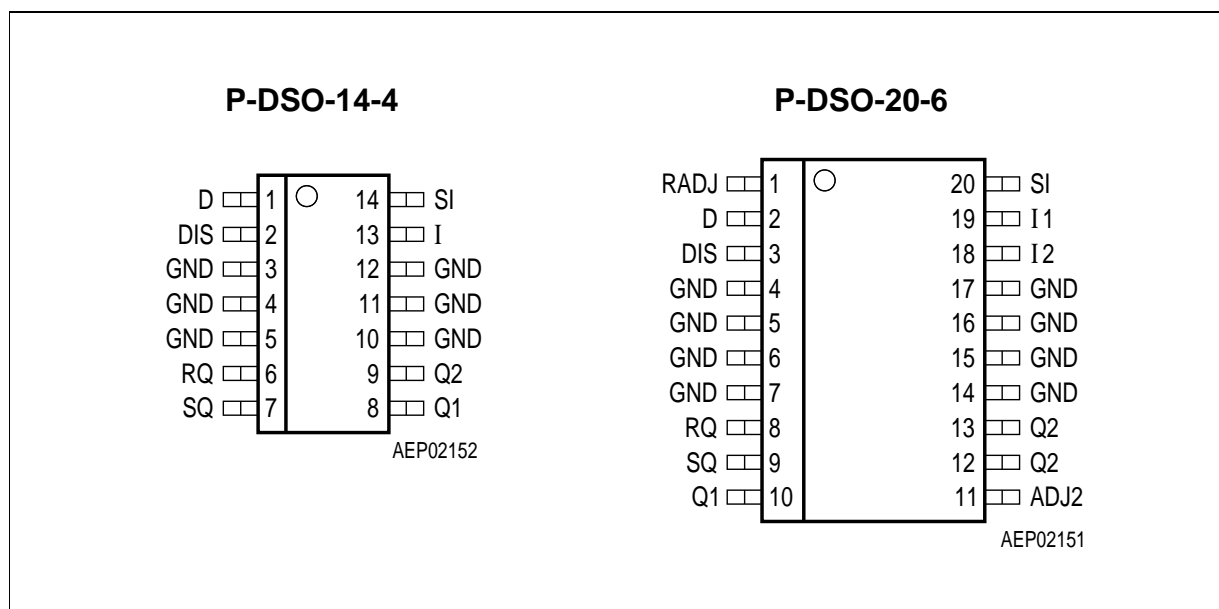 P-DSO-14-4
D 1 14 SI
DIS 2 13 I
GND 3 12 GND
GND 4 11 GND
GND 5 10 GND
RQ 6 9 Q2
SQ 7 8 Q1
AEP02152
P-DSO-20-6
RADJ 1 20 SI
D 2 19 I1
DIS 3 18 I2
GND 4 17 GND
GND 5 16 GND
GND 6 15 GND
GND 7 14 GND
RQ 8 13 Q2
SQ 9 12 Q2
Q1 10 11 ADJ2
AEP02151